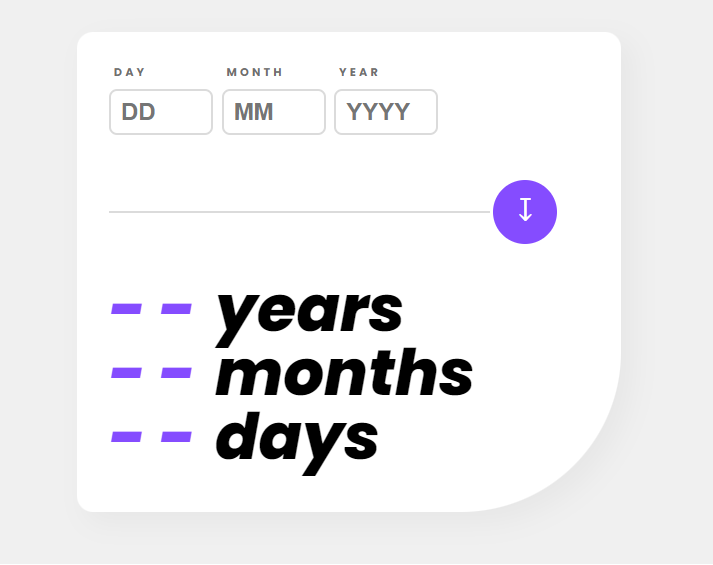 DAY MONTH YEAR
DD MM YYYY
- - years
- - months
- - days